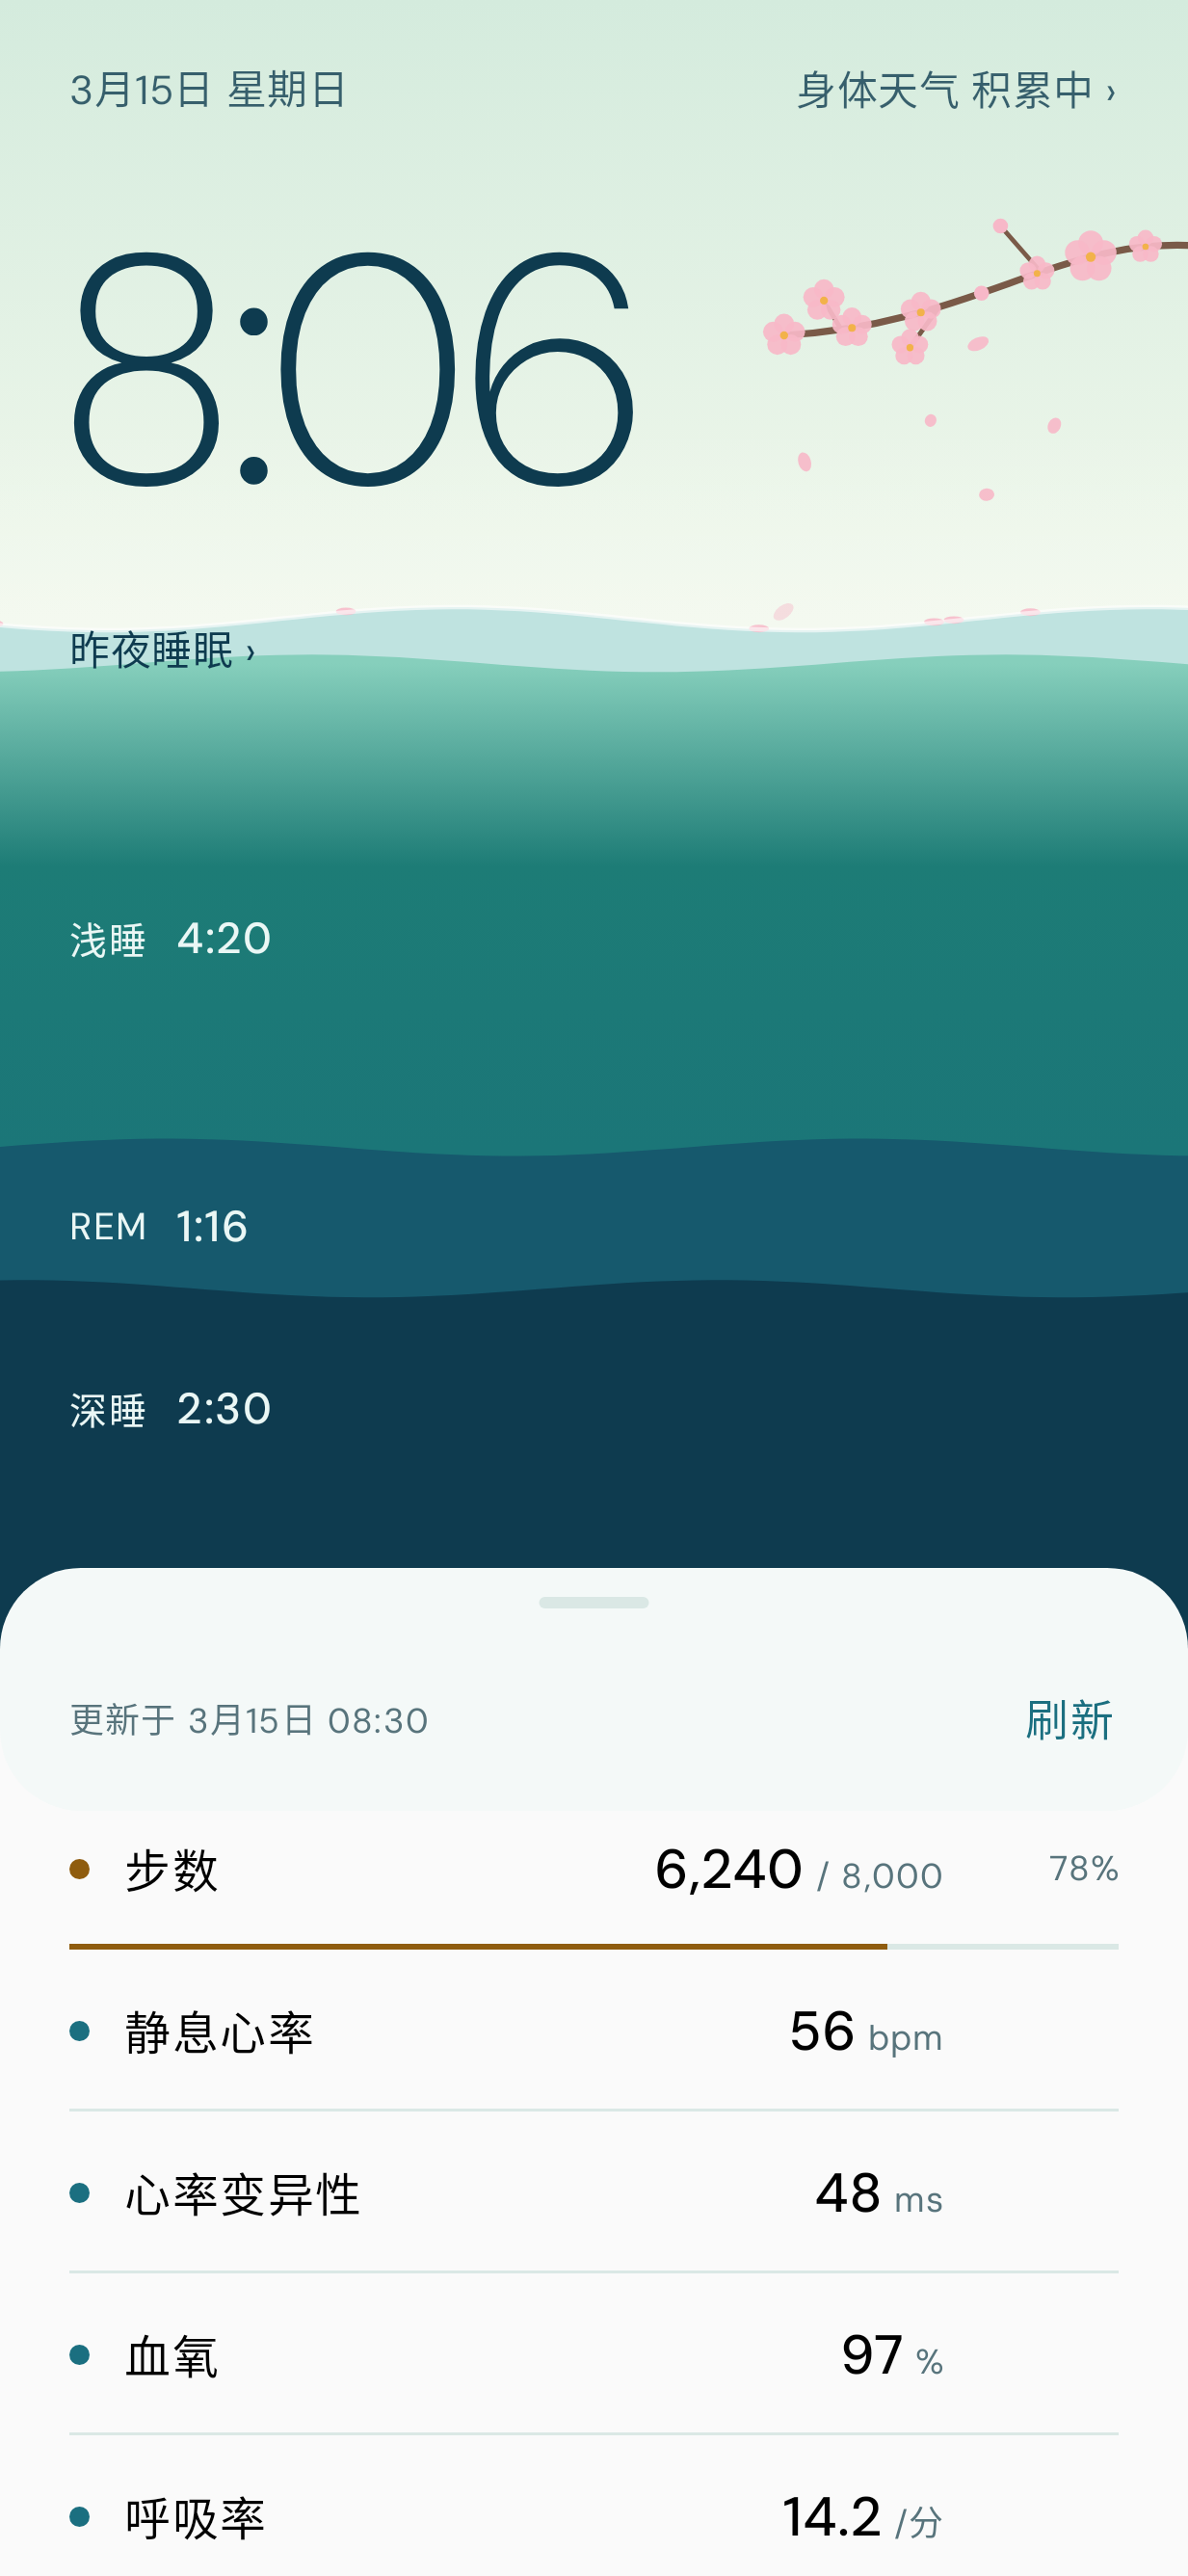 3月15日 星期日
身体天气 积累中 ›
8:06
昨夜睡眠 ›
浅睡 4:20
REM 1:16
深睡 2:30
更新于 3月15日 08:30
刷新
步数 6,240 / 8,000 78%
静息心率 56 bpm
心率变异性 48 ms
血氧 97 %
呼吸率 14.2 /分